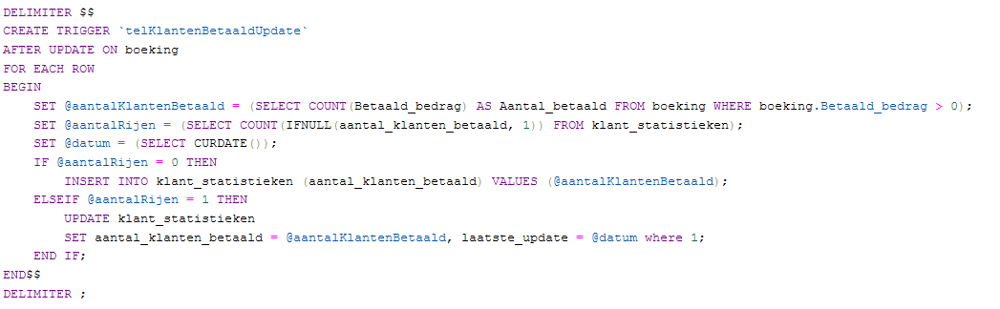 DELIMITER $$
CREATE TRIGGER `telKlantenBetaaldUpdate`
AFTER UPDATE ON boeking
FOR EACH ROW
BEGIN
    SET @aantalKlantenBetaald = (SELECT COUNT(Betaald_bedrag) AS Aantal_betaald FROM boeking WHERE boeking.Betaald_bedrag > 0);
    SET @aantalRijen = (SELECT COUNT(IFNULL(aantal_klanten_betaald, 1)) FROM klant_statistieken);
    SET @datum = (SELECT CURDATE());
    IF @aantalRijen = 0 THEN
        INSERT INTO klant_statistieken (aantal_klanten_betaald) VALUES (@aantalKlantenBetaald);
    ELSEIF @aantalRijen = 1 THEN
        UPDATE klant_statistieken
        SET aantal_klanten_betaald = @aantalKlantenBetaald, laatste_update = @datum where 1;
    END IF;
END$$
DELIMITER ;